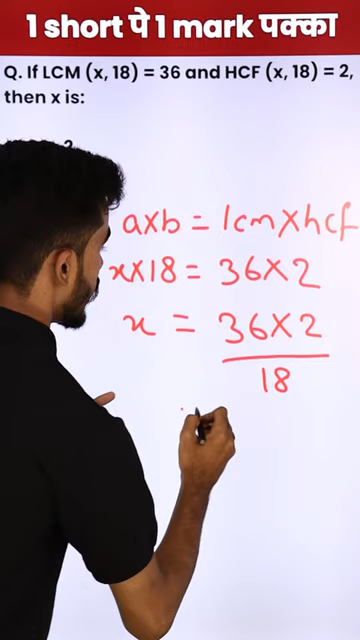 1 short पे 1 mark पक्का
Q. If LCM (x, 18) = 36 and HCF (x, 18) = 2,
then x is:
axb = lcm X hcf
x X 18 = 36 X 2
x = 36 X 2
18